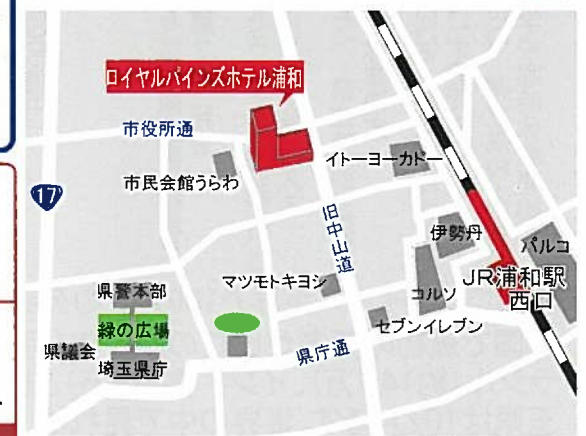 ロイヤルパインズホテル浦和
市役所通
イトーヨーカドー
市民会館うらわ
17
旧中山道
伊勢丹
パルコ
マツモトキヨシ
コルソ
JR浦和駅
西口
県警本部
緑の広場
セブンイレブン
県議会
県庁通
埼玉県庁